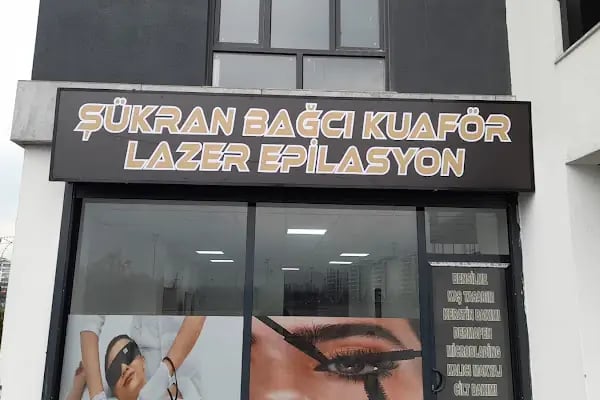 ŞÜKRAN BAĞCI KUAFÖR
LAZER EPİLASYON
KAŞ TASARIM
KERATİN BAKIMI
DERMAPEN
MICROBLADING
KALICI MAKYAJ
CİLT BAKIMI